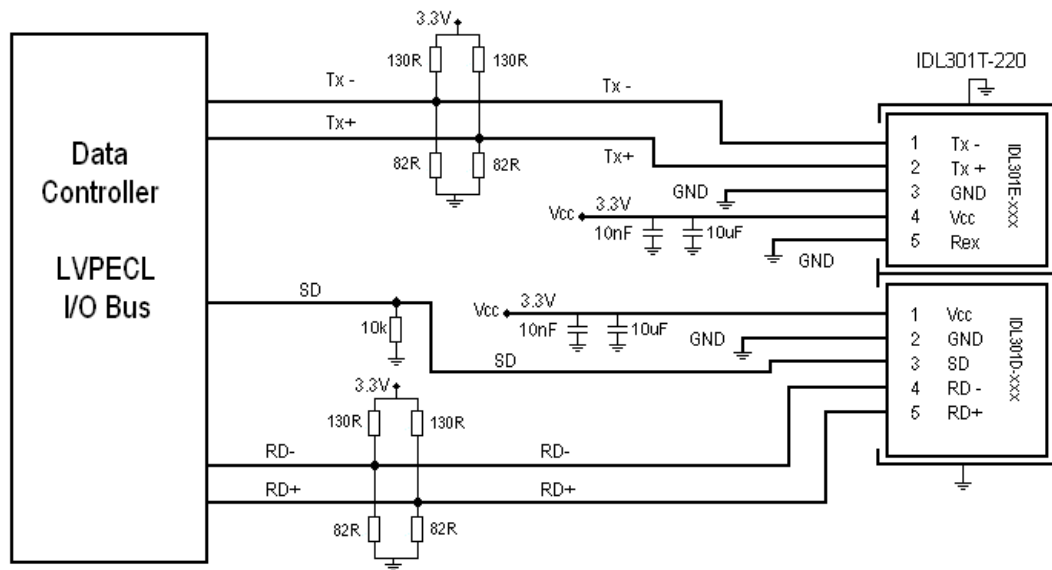 3.3V
130R 130R
Tx - Tx -
Tx+ Tx+
82R 82R
Data
Controller
LVPECL
I/O Bus
IDL301T-220
1 Tx -
2 Tx +
3 GND
4 Vcc
5 Rex
IDL301E-xxx
GND
Vcc 3.3V
10nF 10uF
GND
SD
10k
SD
Vcc 3.3V
10nF 10uF
GND
1 Vcc
2 GND
3 SD
4 RD -
5 RD+
IDL301D-xxx
3.3V
130R 130R
RD- RD-
RD+ RD+
82R 82R